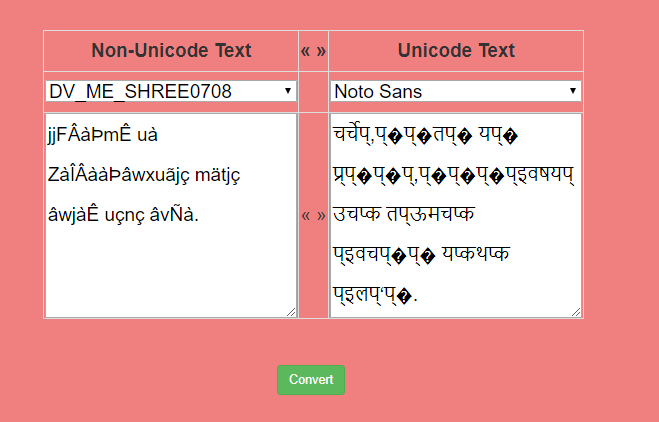 Non-Unicode Text « » Unicode Text
DV_ME_SHREE0708 Noto Sans
jjFÂàÞmÊ uà
ZàÎÂààÞâwxuãjç mätjç
âwjàÊ uçnç âvÑà.
« »
चर्चेप्,प्�प्�तप्� यप्�
प्र्प्�प्�प्,प्�प्�प्�प्इवषयप्
उचप्क तप्ऊमचप्क
प्इवचप्�प्� यप्कथप्क
प्इलप्‘प्�.
Convert